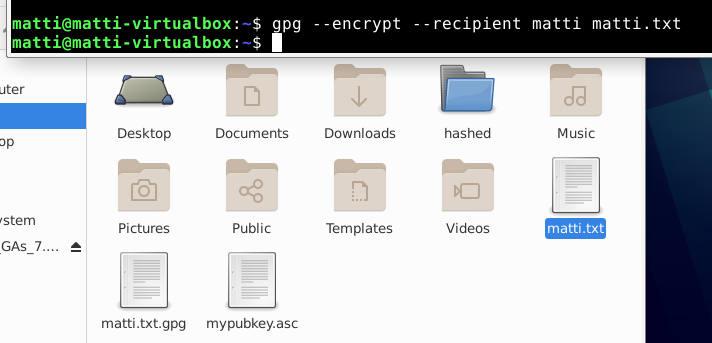 matti@matti-virtualbox:~$ gpg --encrypt --recipient matti matti.txt
matti@matti-virtualbox:~$
uter
Desktop Documents Downloads hashed Music
op
Pictures Public Templates Videos matti.txt
ystem
_GAs_7....
matti.txt.gpg mypubkey.asc